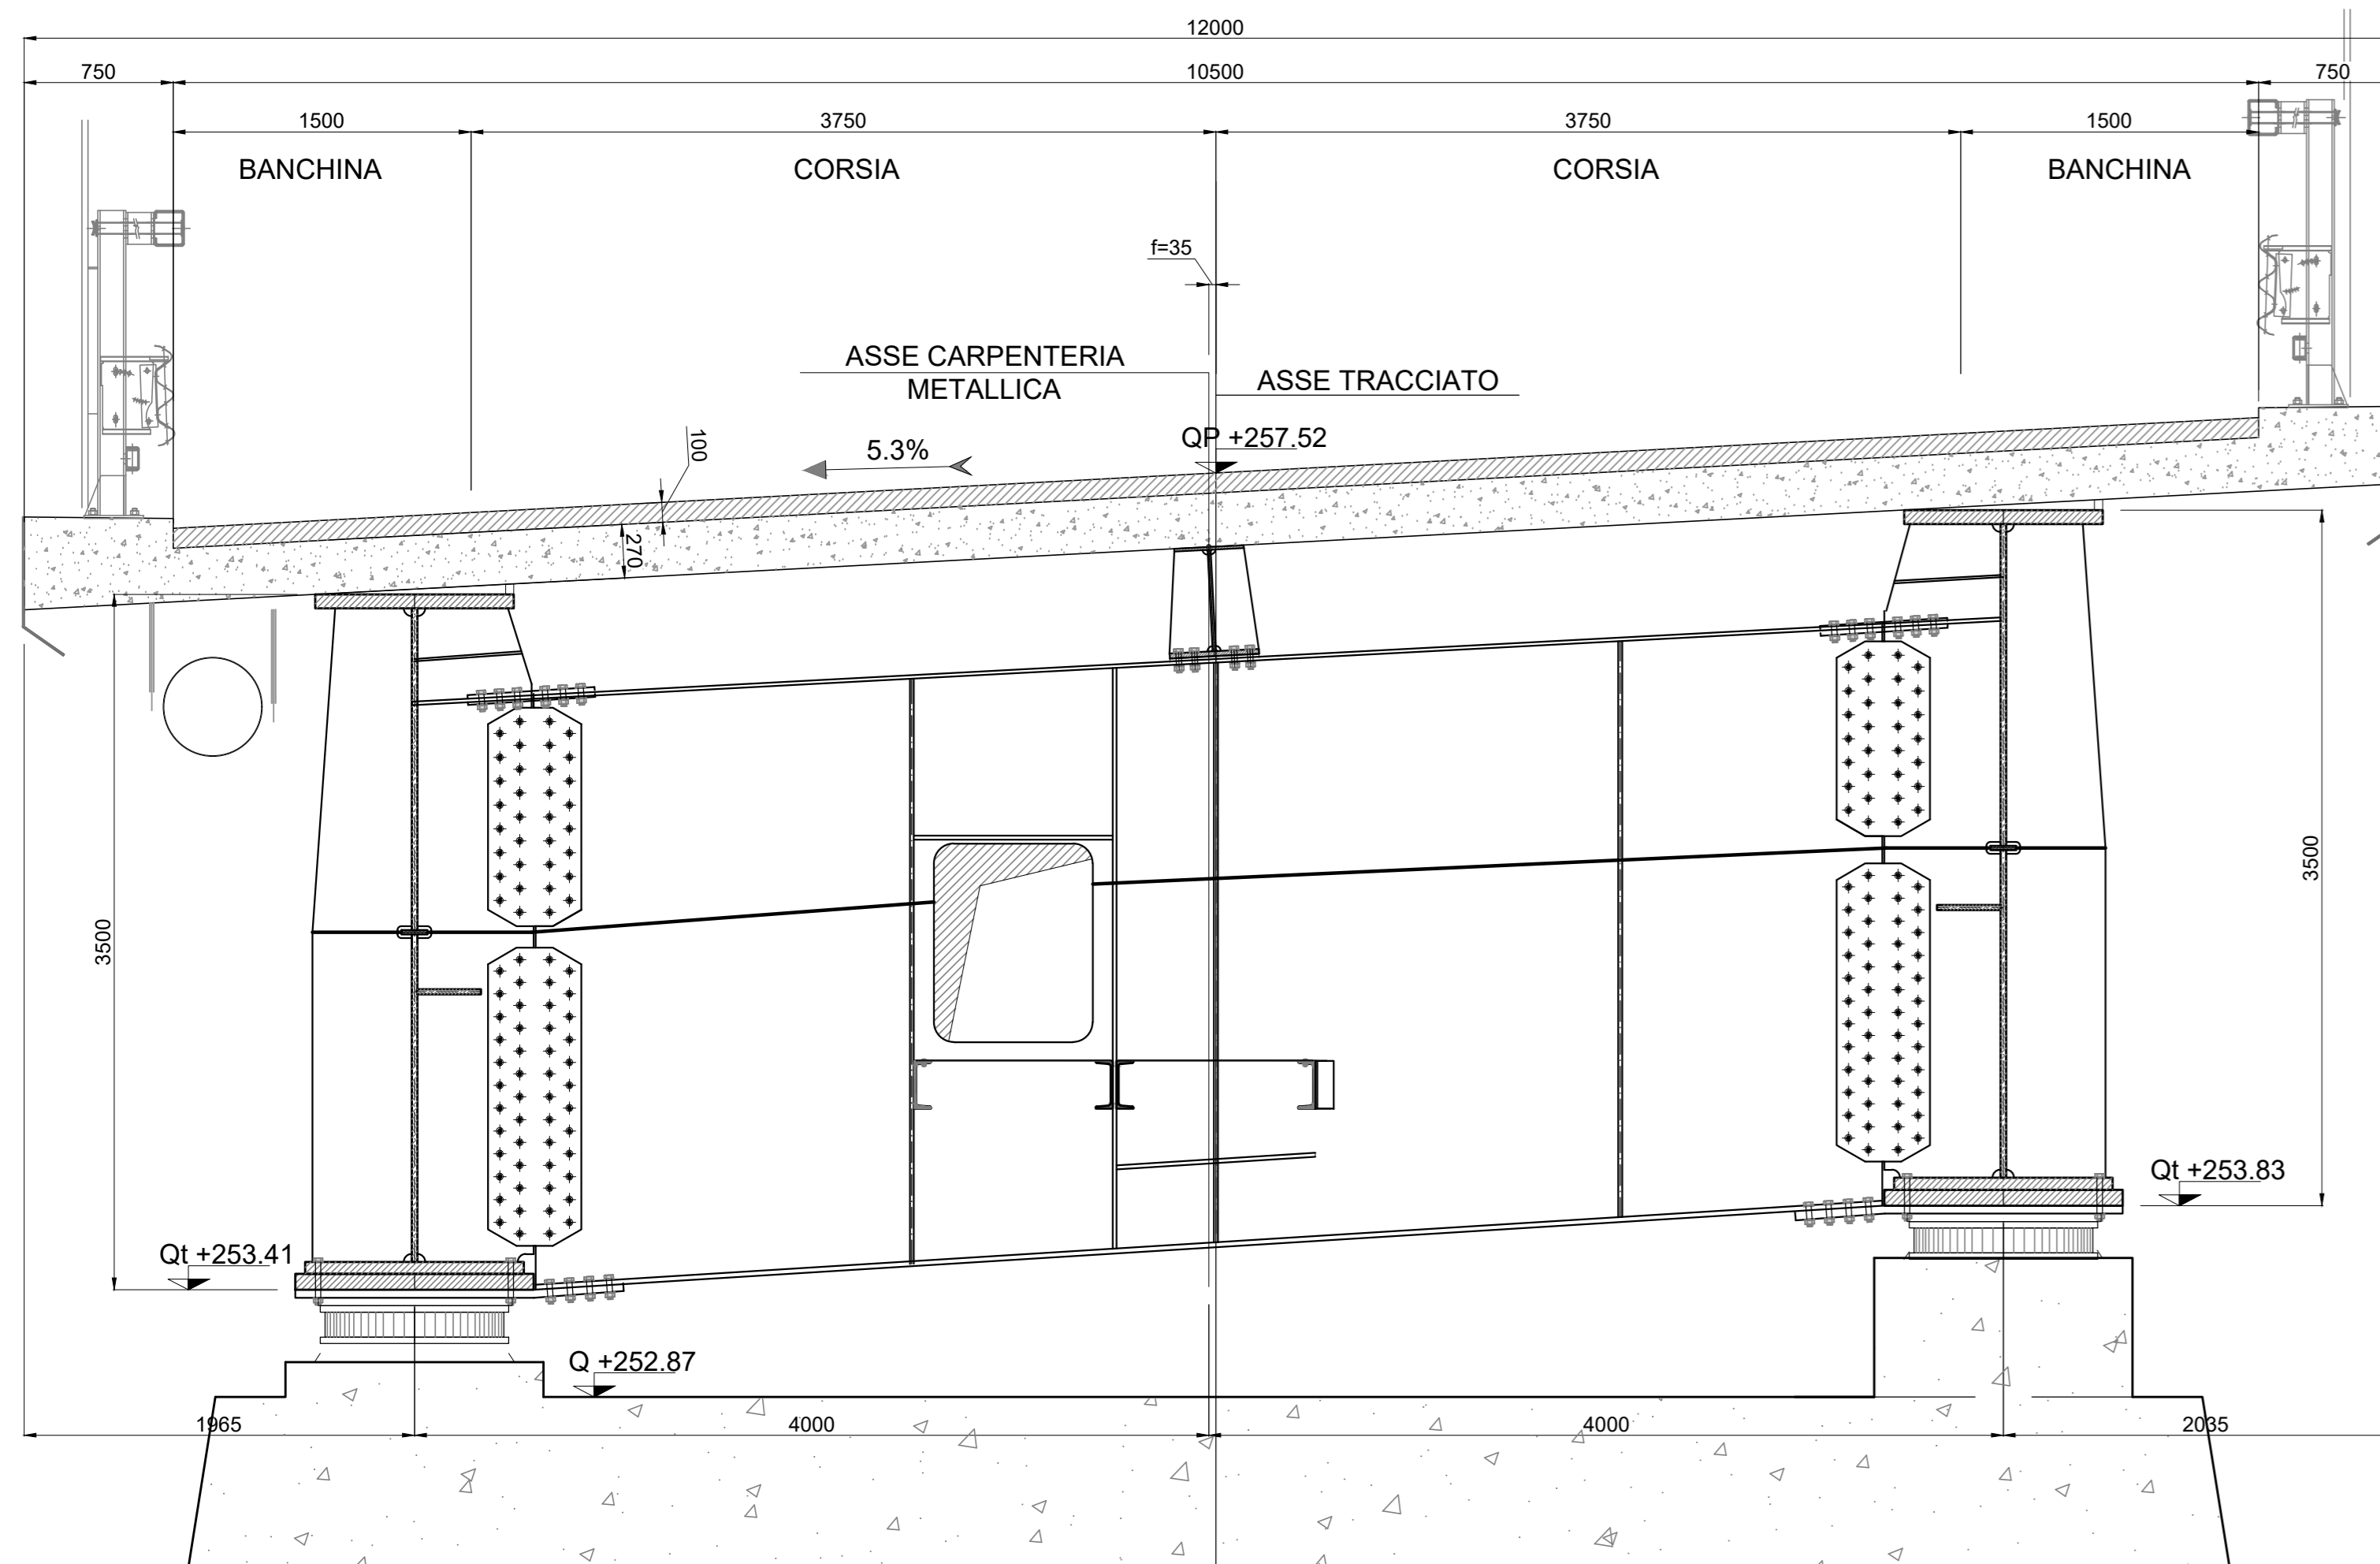 12000
750
10500
750
1500
3750
3750
1500
BANCHINA
CORSIA
CORSIA
BANCHINA
f=35
ASSE CARPENTERIA
METALLICA
ASSE TRACCIATO
100
5.3%
QP +257.52
270
3500
3500
Qt +253.83
Qt +253.41
Q +252.87
1965
4000
4000
2035